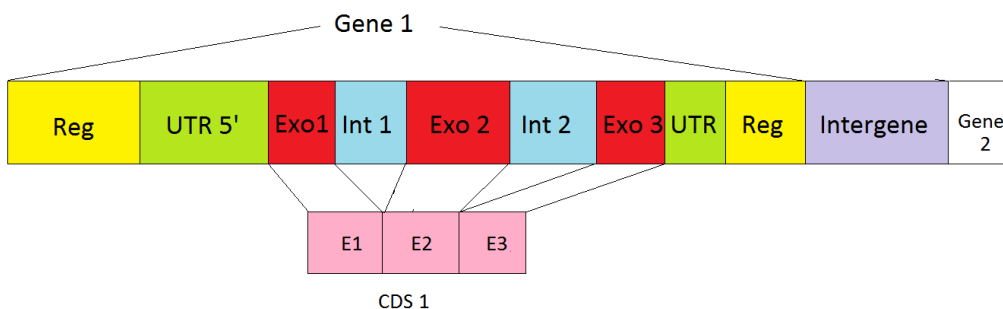 Gene 1
Reg UTR 5' Exo1 Int 1 Exo 2 Int 2 Exo 3 UTR Reg Intergene Gene
2
E1 E2 E3
CDS 1